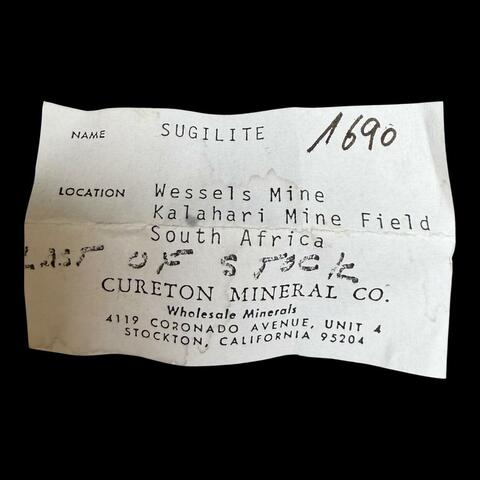 NAME SUGILITE 1690
LOCATION Wessels Mine
Kalahari Mine Field
South Africa
LAST OF STOCK
CURETON MINERAL CO.
Wholesale Minerals
4119 CORONADO AVENUE, UNIT 4
STOCKTON, CALIFORNIA 95204